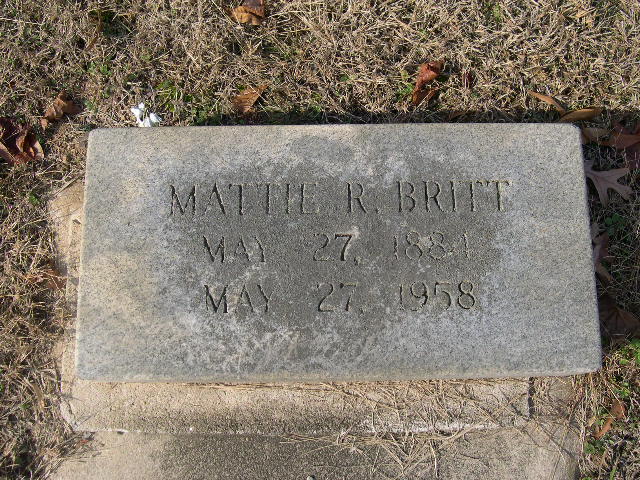 MATTIE R. BRITT
MAY 27, 1884
MAY 27, 1958